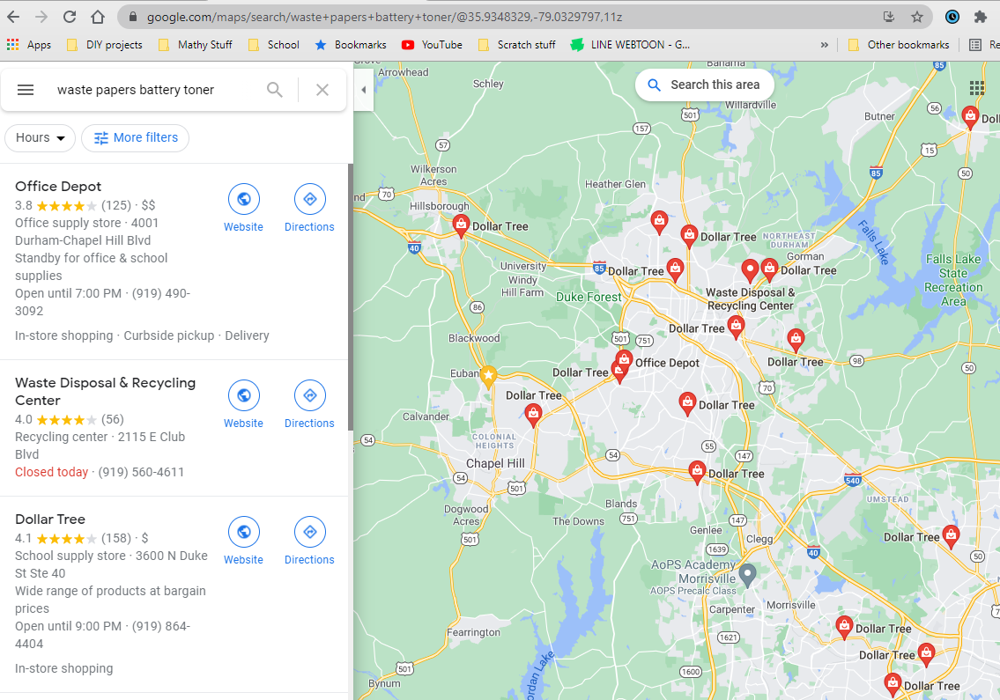 google.com/maps/search/waste+papers+battery+toner/@35.9348329,-79.0329797,11z
Apps
DIY projects
Mathy Stuff
School
Bookmarks
YouTube
Scratch stuff
LINE WEBTOON - G...
»
Other bookmarks
Re
waste papers battery toner
Hours
More filters
Office Depot
3.8 (125) · $$
Office supply store · 4001
Durham-Chapel Hill Blvd
Standby for office & school
supplies
Open until 7:00 PM · (919) 490-
3092
In-store shopping · Curbside pickup · Delivery
Website
Directions
Waste Disposal & Recycling
Center
4.0 (56)
Recycling center · 2115 E Club
Blvd
Closed today · (919) 560-4611
Website
Directions
Dollar Tree
4.1 (158) · $
School supply store · 3600 N Duke
St Ste 40
Wide range of products at bargain
prices
Open until 9:00 PM · (919) 864-
4404
In-store shopping
Website
Directions
Search this area
Grove
Arrowhead
Bahama
85
Schley
Willardville
56
Butner
Doll
501
157
57
15
Wilkerson
Acres
85
50
Heather Glen
nd
70
Hillsborough
Dollar Tree
Dollar Tree
NORTHEAST
DURHAM
Falls Lake
40
Gorman
University
85
Dollar Tree
Dollar Tree
Falls Lake
State
Recreation
Area
Windy
Hill Farm
Duke Forest
Waste Disposal &
Recycling Center
86
Dollar Tree
Blackwood
501
751
Dollar Tree
98
50
Euban
Dollar Tree
Office Depot
70
Dollar Tree
Dollar Tree
Calvander
54
COLONIAL
HEIGHTS
55
54
147
Chapel Hill
Dollar Tree
54
501
540
Blands
UMSTEAD
Dogwood
Acres
The Downs
751
147
Genlee
Clegg
Dollar Tree
501
1639
40
50
AoPS Academy
Morrisville
AOPS Precalc Class
Carpenter
Morrisville
Fearrington
1621
Dollar Tree
Dollar Tree
501
1600
Bynum
Jordan Lake
Dollar Tree